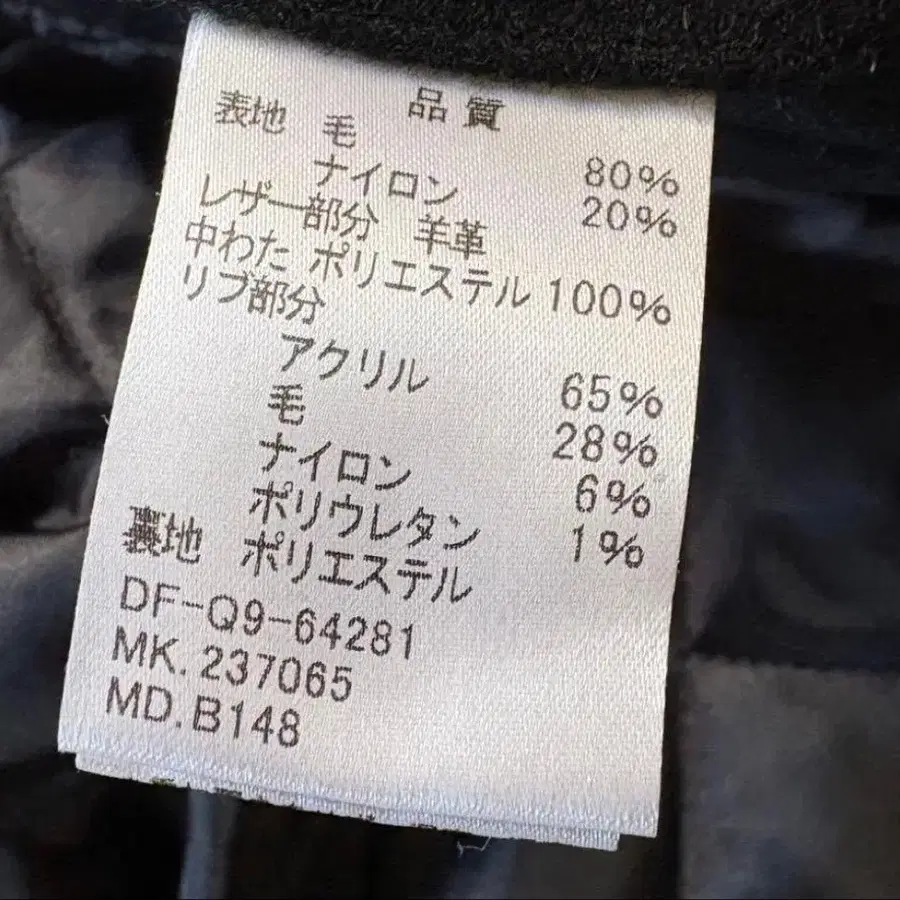 品質
表地 毛 80%
ナイロン 20%
レザー部分 羊革
中わた ポリエステル 100%
リブ部分
アクリル 65%
毛 28%
ナイロン 6%
ポリウレタン 1%
裏地 ポリエステル
DF-Q9-64281
MK.237065
MD.B148